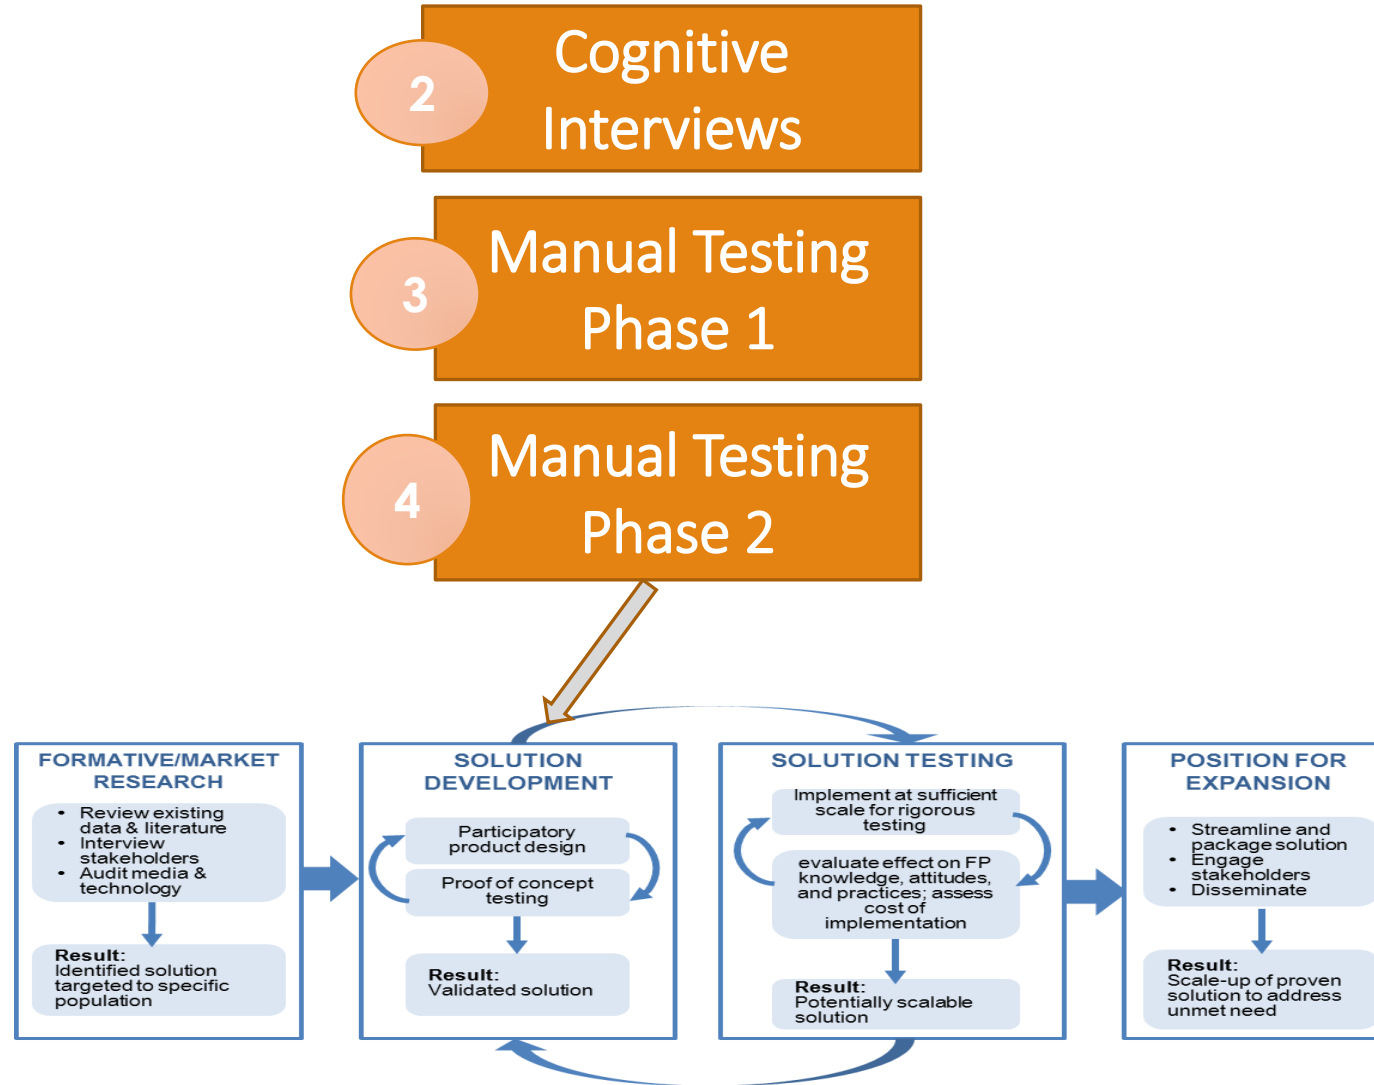 2
Cognitive
Interviews
3
Manual Testing
Phase 1
4
Manual Testing
Phase 2
FORMATIVE/MARKET
RESEARCH
• Review existing
data & literature
• Interview
stakeholders
• Audit media &
technology
Result:
Identified solution
targeted to specific
population
SOLUTION
DEVELOPMENT
Participatory
product design
Proof of concept
testing
Result:
Validated solution
SOLUTION TESTING
Implement at sufficient
scale for rigorous
testing
evaluate effect on FP
knowledge, attitudes,
and practices; assess
cost of
implementation
Result:
Potentially scalable
solution
POSITION FOR
EXPANSION
• Streamline and
package solution
• Engage
stakeholders
• Disseminate
Result:
Scale-up of proven
solution to address
unmet need